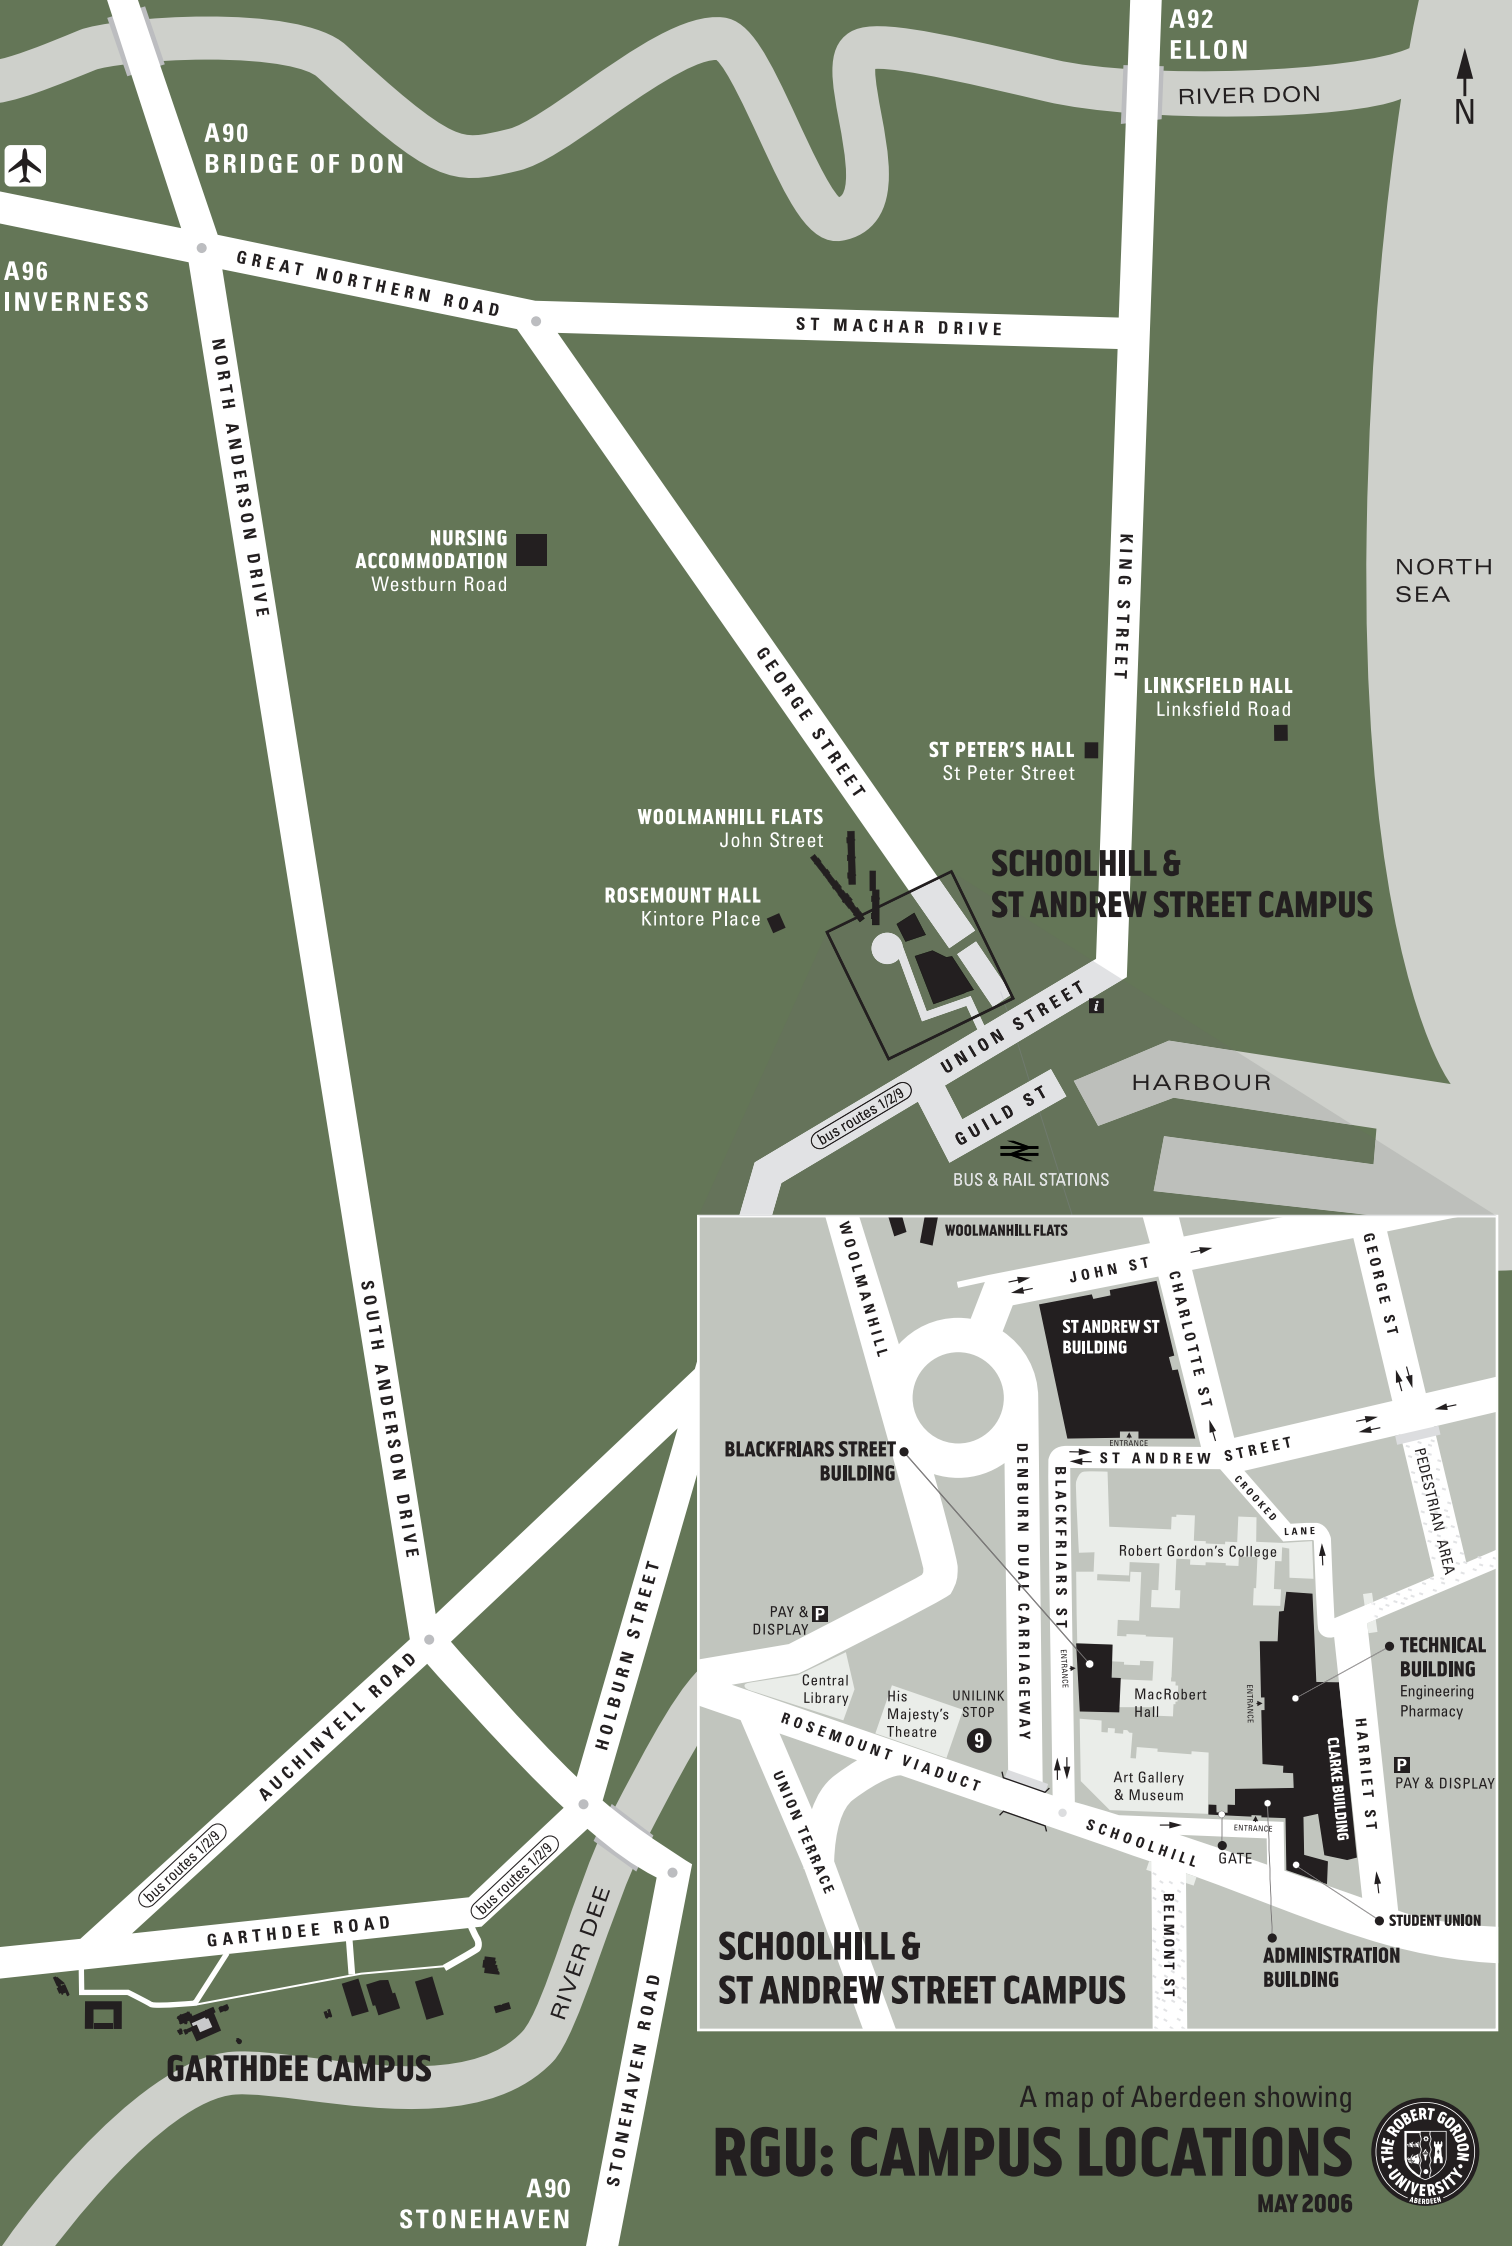 A92
ELLON
RIVER DON
N
A90
BRIDGE OF DON
A96
INVERNESS
GREAT NORTHERN ROAD
ST MACHAR DRIVE
NORTH ANDERSON DRIVE
NURSING
ACCOMMODATION
Westburn Road
KING STREET
NORTH
SEA
GEORGE STREET
LINKSFIELD HALL
Linksfield Road
ST PETER'S HALL
St Peter Street
WOOLMANHILL FLATS
John Street
SCHOOLHILL &
ST ANDREW STREET CAMPUS
ROSEMOUNT HALL
Kintore Place
UNION STREET
i
HARBOUR
bus routes 1/2/9
GUILD ST
BUS & RAIL STATIONS
SOUTH ANDERSON DRIVE
HOLBURN STREET
AUCHINYELL ROAD
bus routes 1/2/9
bus routes 1/2/9
GARTHDEE ROAD
RIVER DEE
STONEHAVEN ROAD
GARTHDEE CAMPUS
A90
STONEHAVEN
WOOLMANHILL
WOOLMANHILL FLATS
JOHN ST
CHARLOTTE ST
GEORGE ST
ST ANDREW ST
BUILDING
ENTRANCE
BLACKFRIARS STREET
BUILDING
ST ANDREW STREET
DENBURN DUAL CARRIAGEWAY
BLACKFRIARS ST
CROOKED
LANE
PEDESTRIAN AREA
Robert Gordon's College
PAY &
DISPLAY
P
ENTRANCE
TECHNICAL
BUILDING
Engineering
Pharmacy
Central
Library
His
Majesty's
Theatre
UNILINK
STOP
9
MacRobert
Hall
ENTRANCE
ROSEMOUNT VIADUCT
HARRIET ST
CLARKE BUILDING
P
PAY & DISPLAY
Art Gallery
& Museum
UNION TERRACE
SCHOOLHILL
ENTRANCE
GATE
BELMONT ST
STUDENT UNION
ADMINISTRATION
BUILDING
SCHOOLHILL &
ST ANDREW STREET CAMPUS
A map of Aberdeen showing
RGU: CAMPUS LOCATIONS
MAY 2006
THE ROBERT GORDON
UNIVERSITY
ABERDEEN